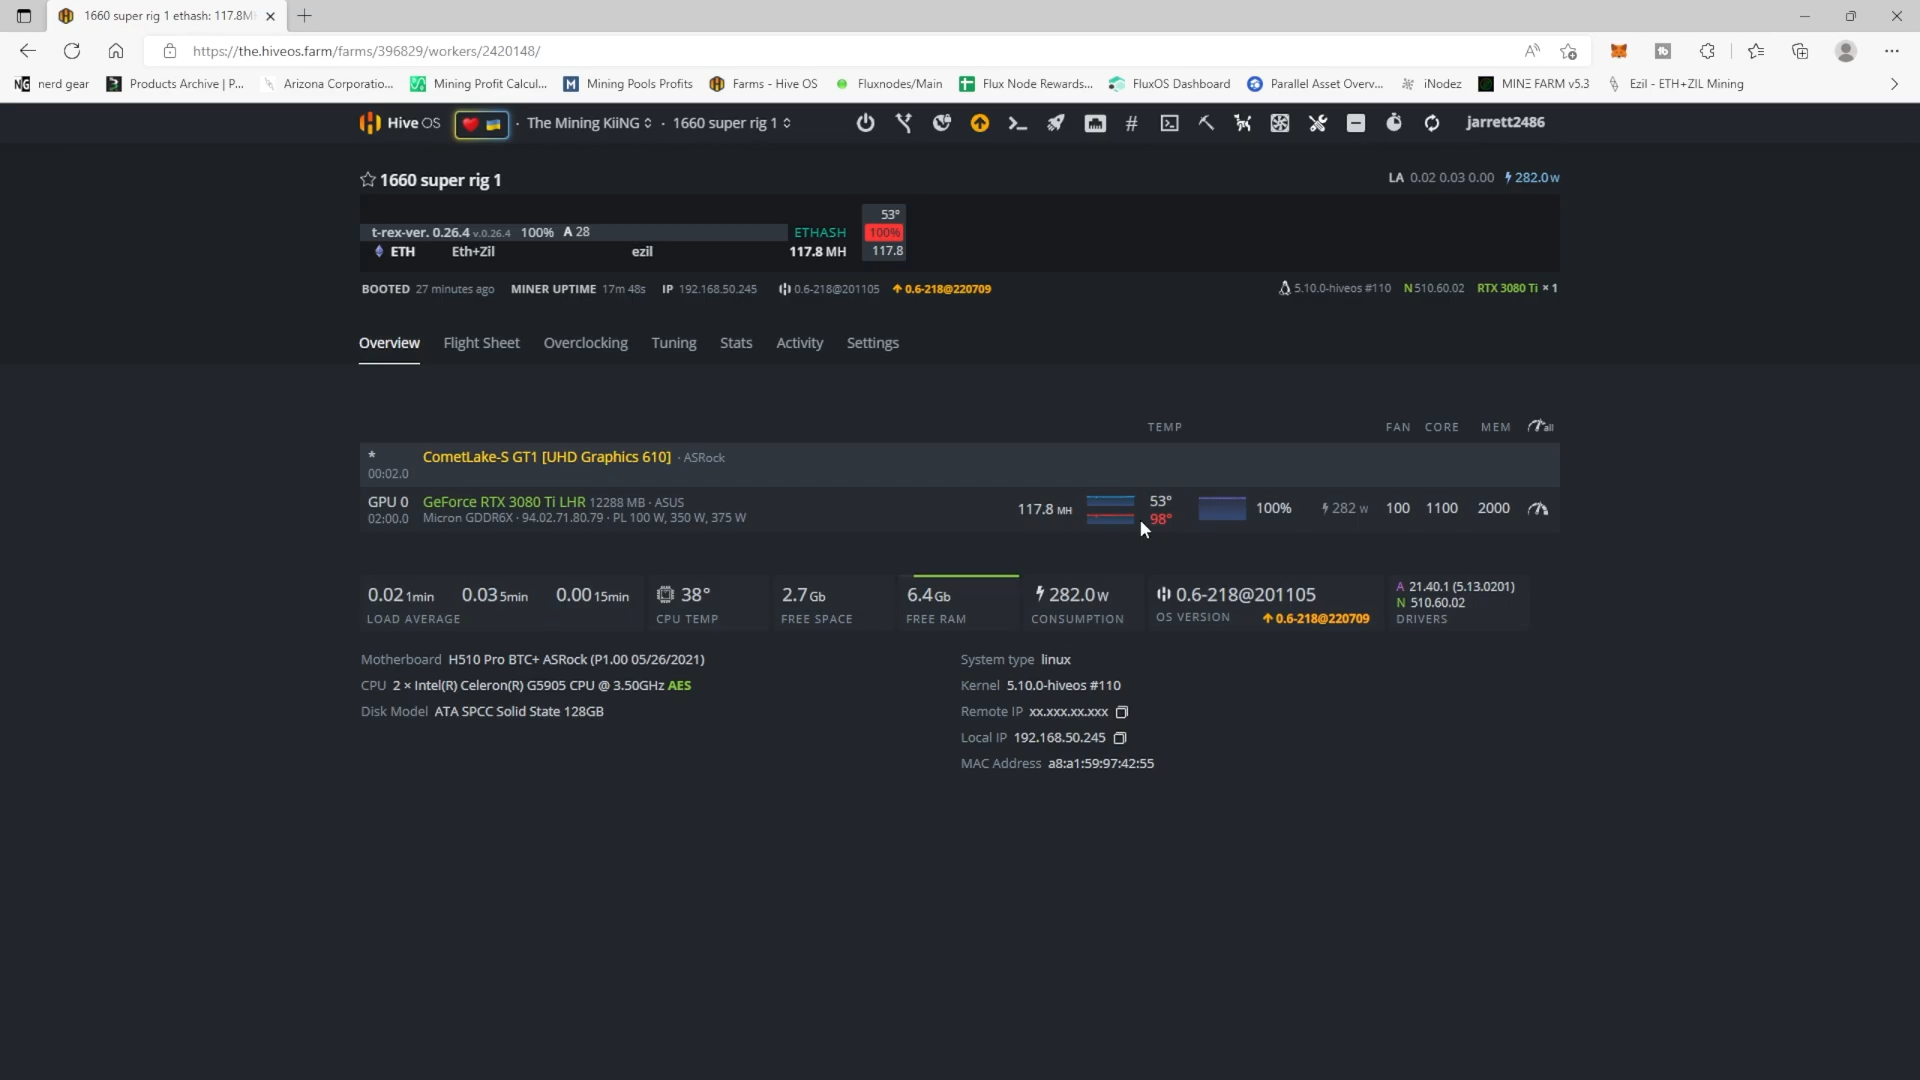 1660 super rig 1 ethash: 117.8M
https://the.hiveos.farm/farms/396829/workers/2420148/
nerd gear
Products Archive | P...
Arizona Corporatio...
Mining Profit Calcul...
Mining Pools Profits
Farms - Hive OS
Fluxnodes/Main
Flux Node Rewards...
FluxOS Dashboard
Parallel Asset Overv...
iNodez
MINE FARM v5.3
Ezil - ETH+ZIL Mining
Hive OS · The Mining KiiNG · 1660 super rig 1
jarrett2486
1660 super rig 1
LA 0.02 0.03 0.00 282.0 w
53°
t-rex-ver. 0.26.4 v.0.26.4 100% A 28 ETHASH 100%
ETH Eth+Zil ezil 117.8 MH 117.8
BOOTED 27 minutes ago MINER UPTIME 17m 48s IP 192.168.50.245 0.6-218@201105 0.6-218@220709
5.10.0-hiveos #110 N 510.60.02 RTX 3080 Ti × 1
Overview Flight Sheet Overclocking Tuning Stats Activity Settings
TEMP FAN CORE MEM all
* CometLake-S GT1 [UHD Graphics 610] · ASRock
00:02.0
GPU 0 GeForce RTX 3080 Ti LHR 12288 MB · ASUS
02:00.0 Micron GDDR6X · 94.02.71.80.79 · PL 100 W, 350 W, 375 W
117.8 MH 53° 98° 100% 282 w 100 1100 2000
0.02 1min 0.03 5min 0.00 15min
LOAD AVERAGE
38°
CPU TEMP
2.7 Gb
FREE SPACE
6.4 Gb
FREE RAM
282.0 w
CONSUMPTION
0.6-218@201105
OS VERSION 0.6-218@220709
A 21.40.1 (5.13.0201)
N 510.60.02
DRIVERS
Motherboard H510 Pro BTC+ ASRock (P1.00 05/26/2021)
CPU 2 × Intel(R) Celeron(R) G5905 CPU @ 3.50GHz AES
Disk Model ATA SPCC Solid State 128GB
System type linux
Kernel 5.10.0-hiveos #110
Remote IP xx.xxx.xx.xxx
Local IP 192.168.50.245
MAC Address a8:a1:59:97:42:55